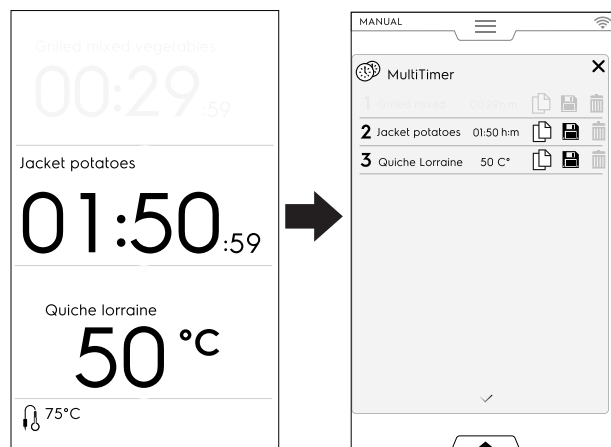 Grilled mixed vegetables
00:29:59
Jacket potatoes
01:50:59
Quiche lorraine
50 °C
75°C
MANUAL
MultiTimer
1 Grilled mixed 00:29 h:m
2 Jacket potatoes 01:50 h:m
3 Quiche Lorraine 50 C°